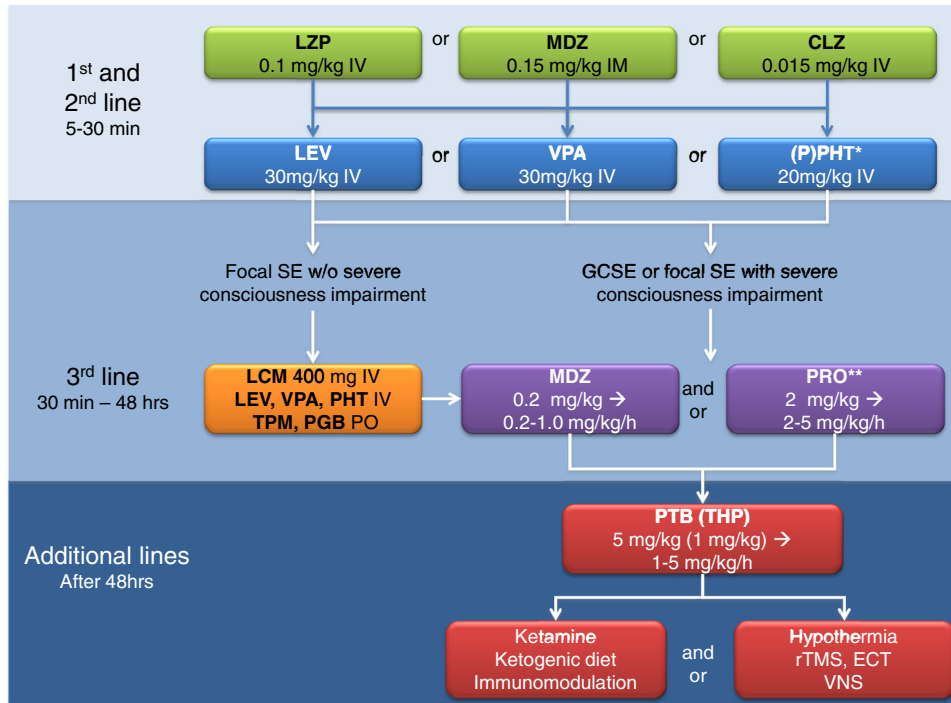 1st and
2nd line
5-30 min
LZP
0.1 mg/kg IV
or
MDZ
0.15 mg/kg IM
or
CLZ
0.015 mg/kg IV
LEV
30mg/kg IV
or
VPA
30mg/kg IV
or
(P)PHT*
20mg/kg IV
Focal SE w/o severe
consciousness impairment
GCSE or focal SE with severe
consciousness impairment
3rd line
30 min – 48 hrs
LCM 400 mg IV
LEV, VPA, PHT IV
TPM, PGB PO
MDZ
0.2 mg/kg →
0.2-1.0 mg/kg/h
and
or
PRO**
2 mg/kg →
2-5 mg/kg/h
Additional lines
After 48hrs
PTB (THP)
5 mg/kg (1 mg/kg) →
1-5 mg/kg/h
Ketamine
Ketogenic diet
Immunomodulation
and
or
Hypothermia
rTMS, ECT
VNS